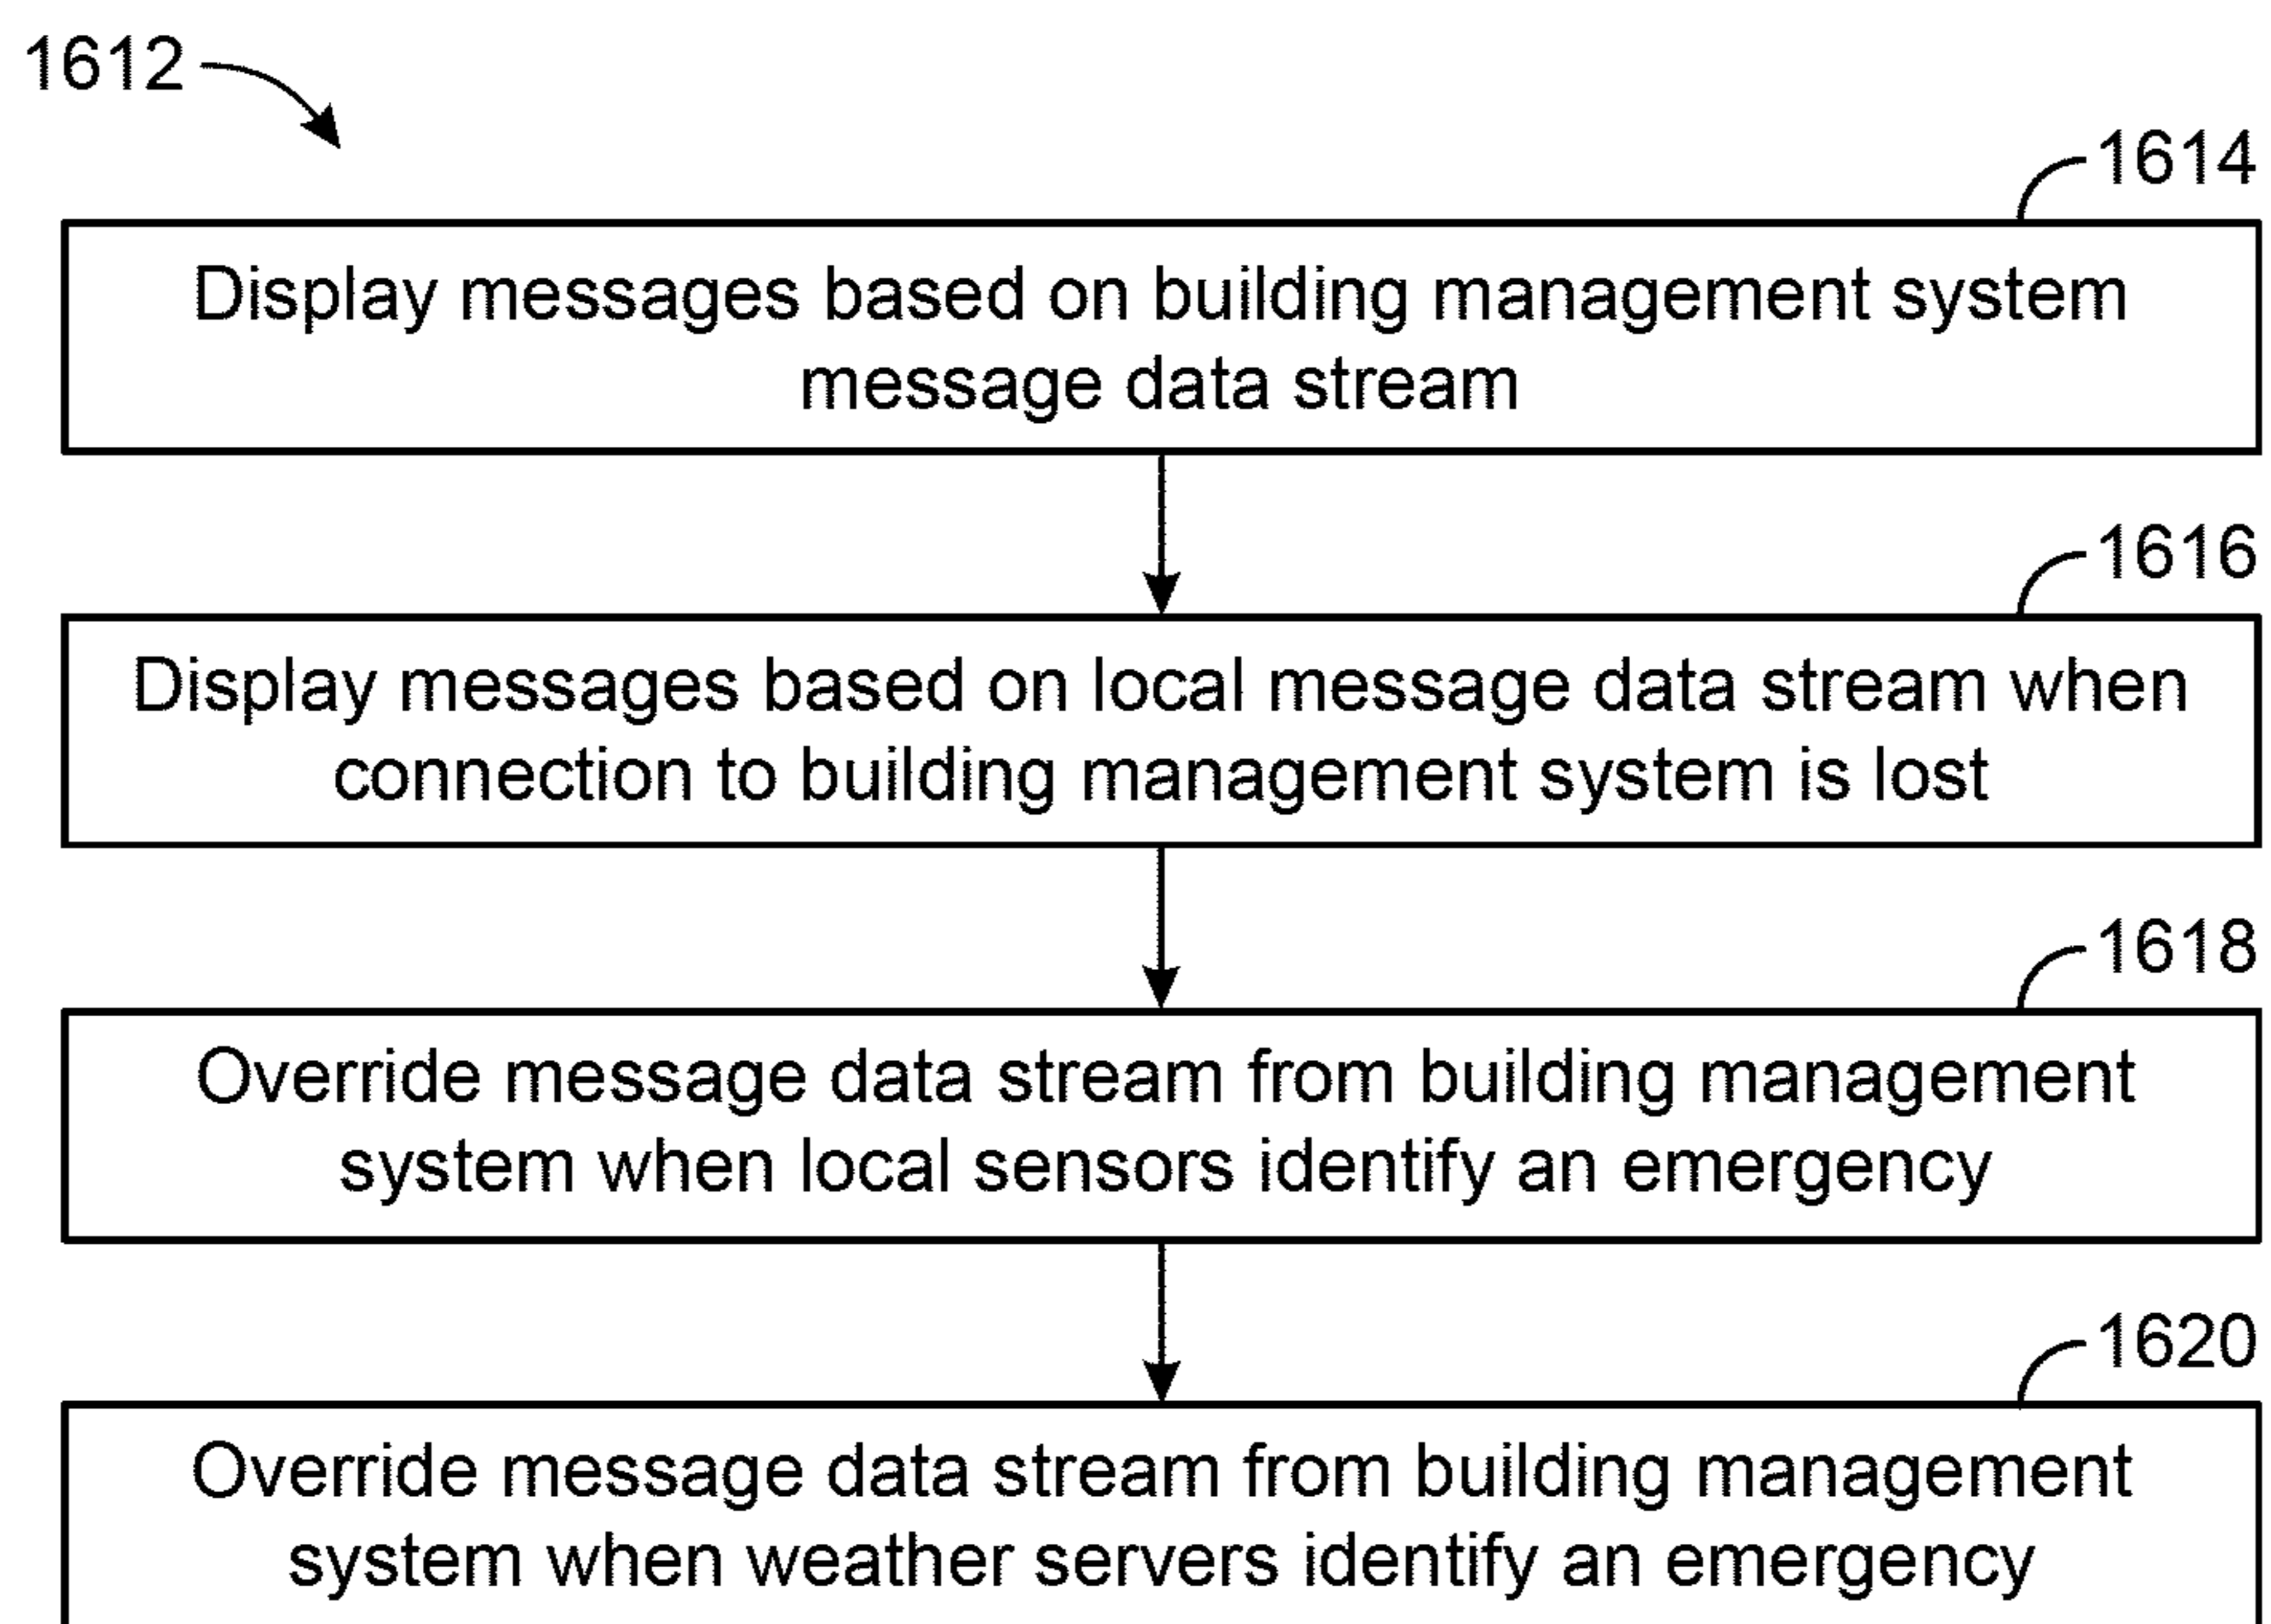 1612
1614
Display messages based on building management system
message data stream
1616
Display messages based on local message data stream when
connection to building management system is lost
1618
Override message data stream from building management
system when local sensors identify an emergency
1620
Override message data stream from building management
system when weather servers identify an emergency